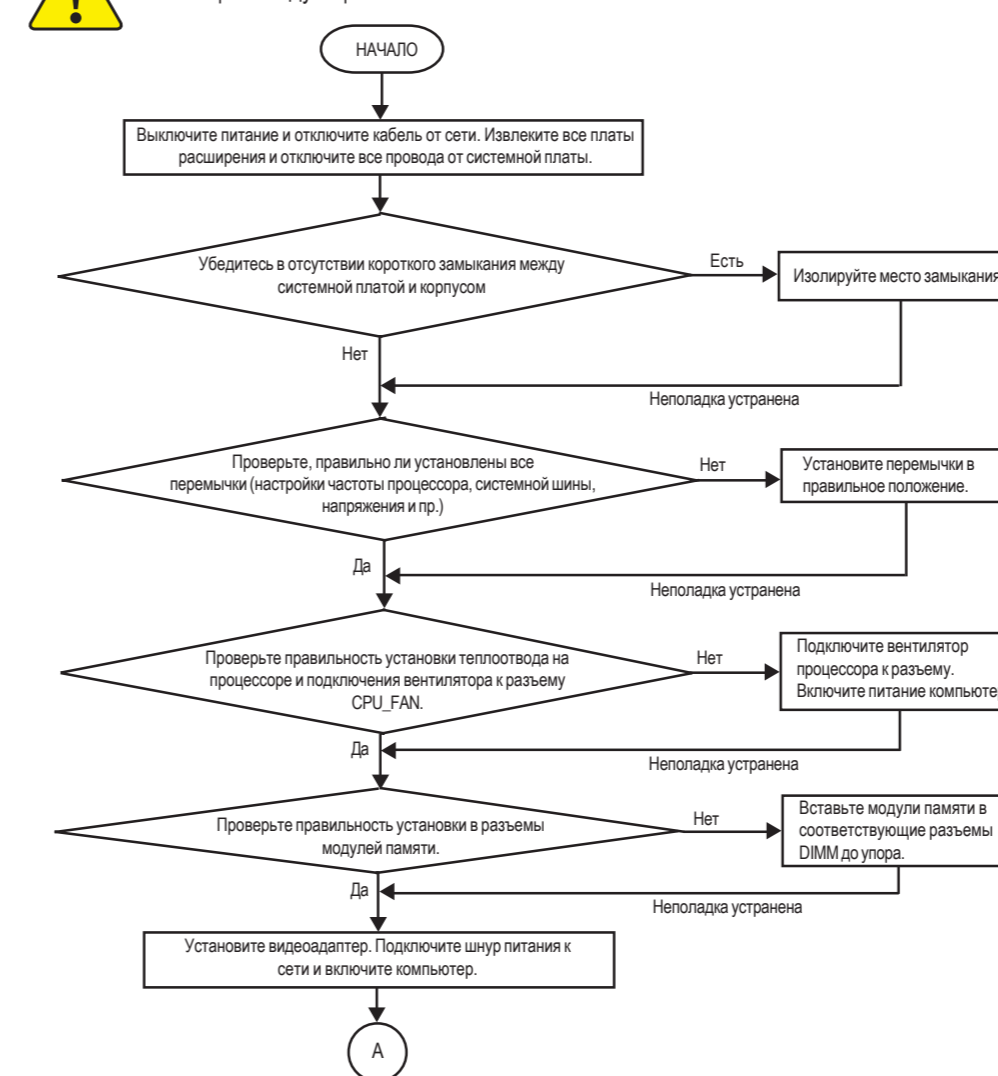 НАЧАЛО
Выключите питание и отключите кабель от сети. Извлеките все платы
расширения и отключите все провода от системной платы.
Убедитесь в отсутствии короткого замыкания между
системной платой и корпусом
Есть
Изолируйте место замыкания
Нет
Неполадка устранена
Проверьте, правильно ли установлены все
перемычки (настройки частоты процессора, системной шины,
напряжения и пр.)
Нет
Установите перемычки в
правильное положение.
Да
Неполадка устранена
Проверьте правильность установки теплоотвода на
процессоре и подключения вентилятора к разъему
CPU_FAN.
Нет
Подключите вентилятор
процессора к разъему.
Включите питание
Да
Неполадка устранена
Проверьте правильность установки в разъемы
модулей памяти.
Нет
Вставьте модули памяти в
соответствующие разъемы
DIMM до упора.
Да
Неполадка устранена
Установите видеоадаптер. Подключите шнур питания к
сети и включите компьютер.
A